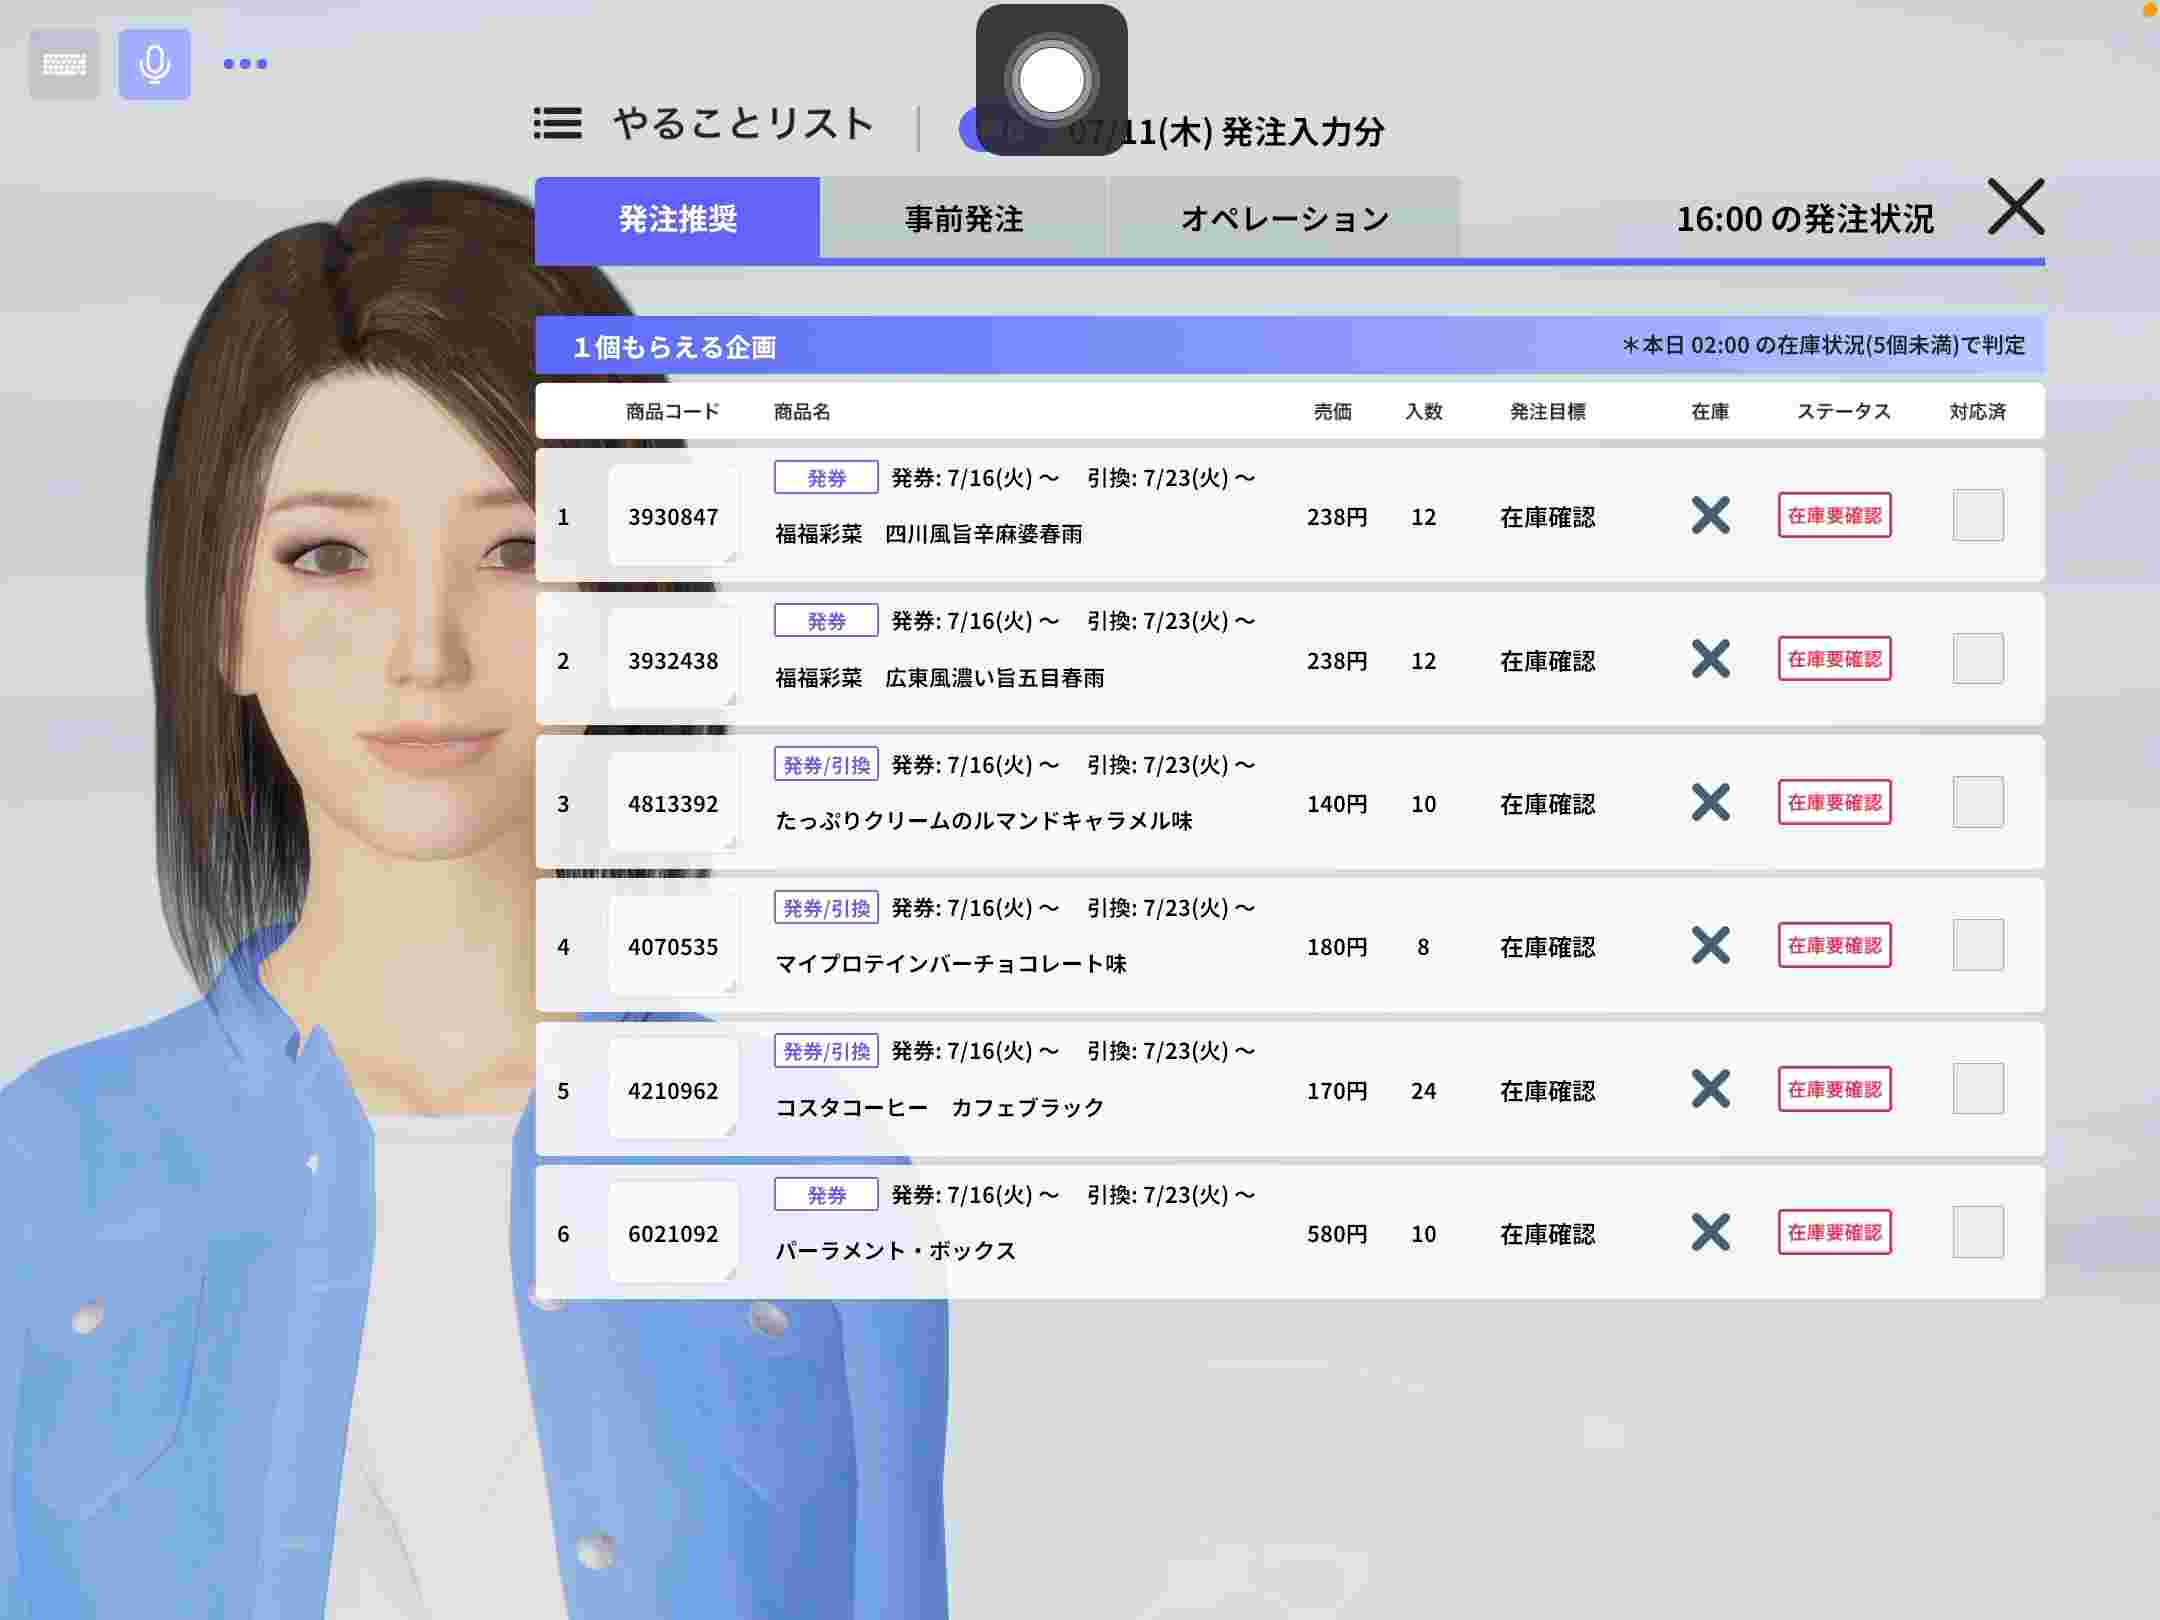 やることリスト
07/11(木) 発注入力分
発注推奨
事前発注
オペレーション
16:00 の発注状況
1個もらえる企画
＊本日 02:00 の在庫状況(5個未満)で判定
商品コード 商品名 売価 入数 発注目標 在庫 ステータス 対応済
発券 発券: 7/16(火) ～ 引換: 7/23(火) ～
1 3930847 福福彩菜 四川風旨辛麻婆春雨 238円 12 在庫確認 在庫要確認
発券 発券: 7/16(火) ～ 引換: 7/23(火) ～
2 3932438 福福彩菜 広東風濃い旨五目春雨 238円 12 在庫確認 在庫要確認
発券/引換 発券: 7/16(火) ～ 引換: 7/23(火) ～
3 4813392 たっぷりクリームのルマンドキャラメル味 140円 10 在庫確認 在庫要確認
発券/引換 発券: 7/16(火) ～ 引換: 7/23(火) ～
4 4070535 マイプロテインバーチョコレート味 180円 8 在庫確認 在庫要確認
発券/引換 発券: 7/16(火) ～ 引換: 7/23(火) ～
5 4210962 コスタコーヒー カフェブラック 170円 24 在庫確認 在庫要確認
発券 発券: 7/16(火) ～ 引換: 7/23(火) ～
6 6021092 パーラメント・ボックス 580円 10 在庫確認 在庫要確認